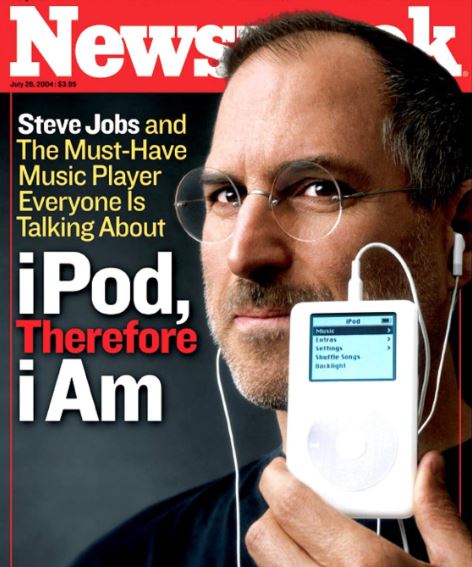 Newsweek
July 26, 2004 : $3.95
Steve Jobs and
The Must-Have
Music Player
Everyone Is
Talking About
iPod,
Therefore
i Am
iPod
Music >
Extras >
Settings >
Shuffle Songs
Backlight